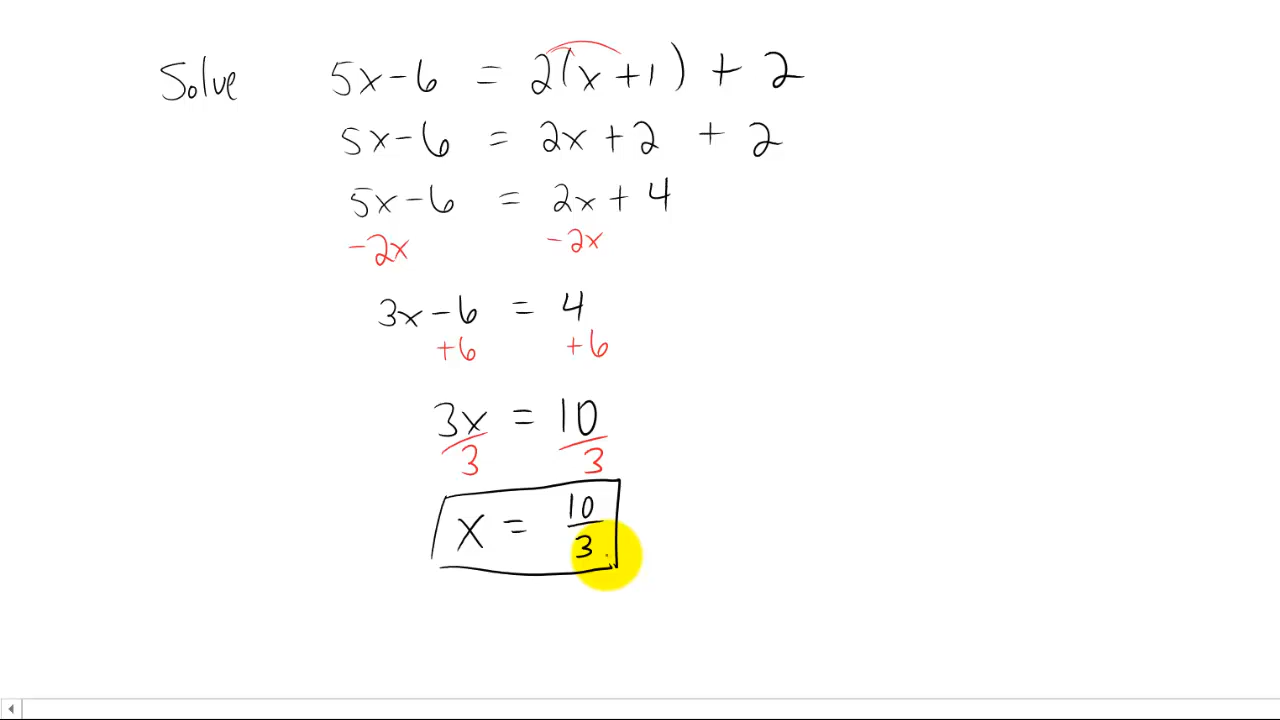 Solve 5x-6 = 2(x+1) + 2
5x-6 = 2x+2 + 2
5x-6 = 2x+4
-2x -2x
3x-6 = 4
+6 +6
3x = 10
3 3
x = 10/3